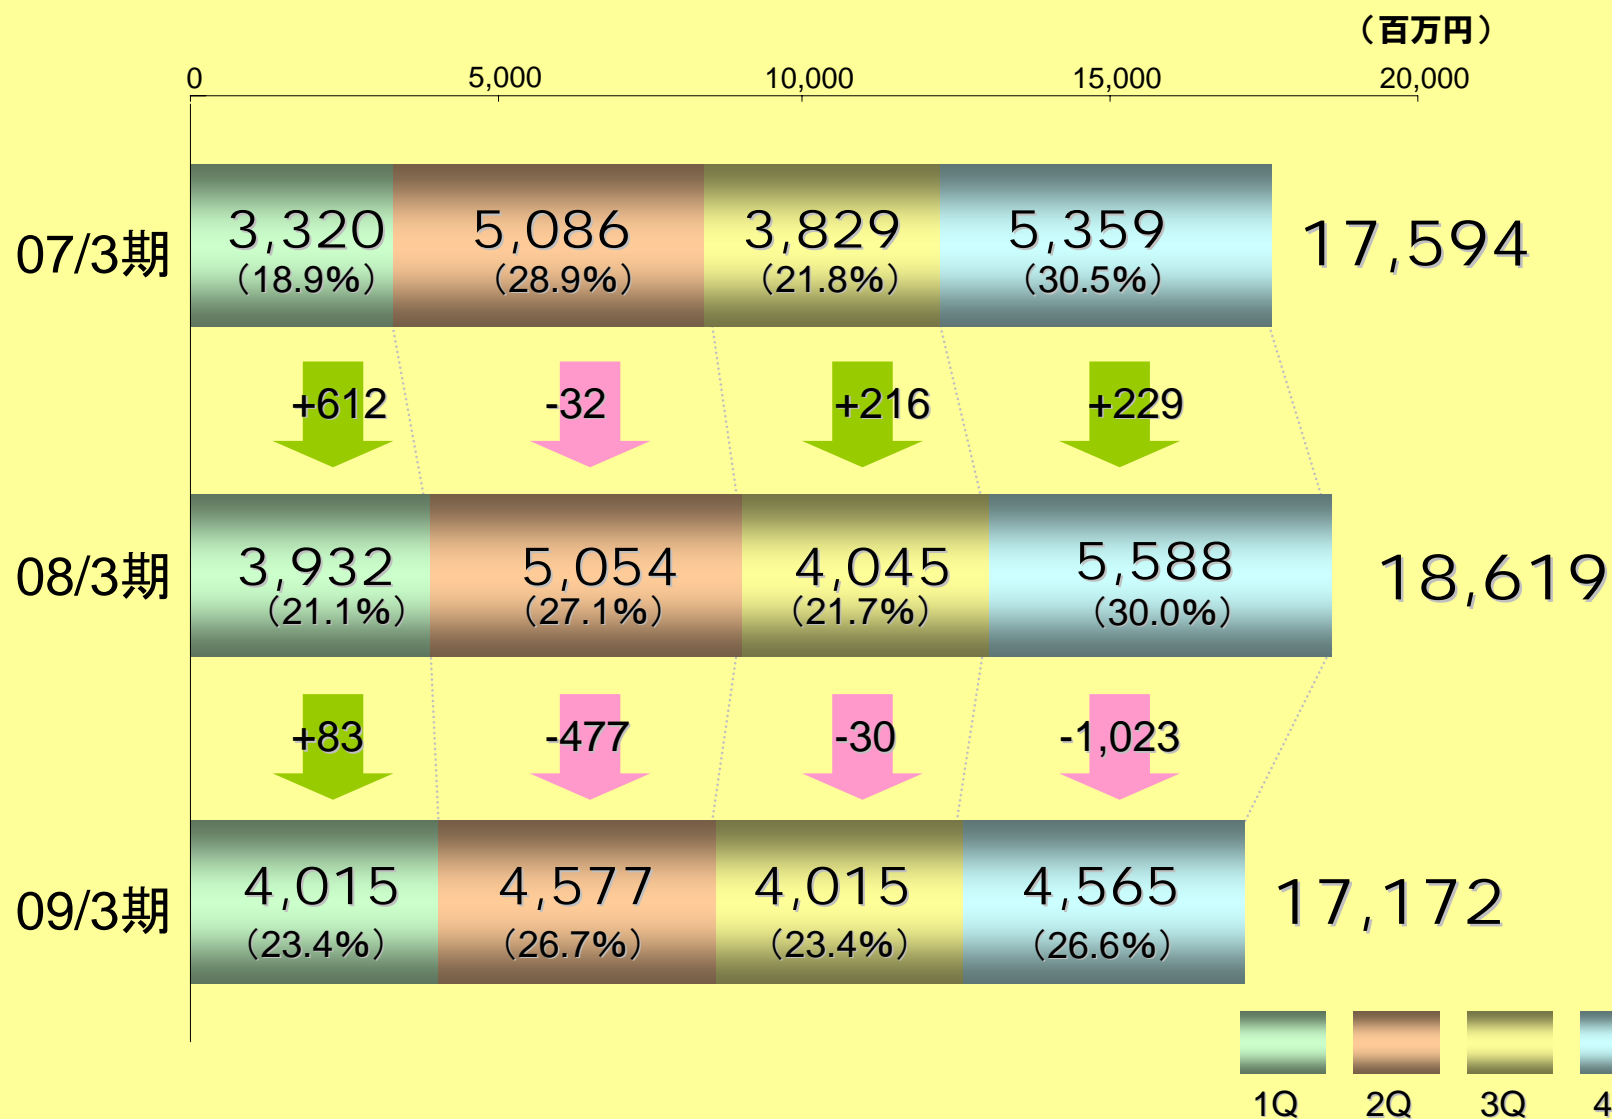 （百万円）
0 5,000 10,000 15,000 20,000
07/3期 3,320 5,086 3,829 5,359 17,594
（18.9%） （28.9%） （21.8%） （30.5%）
+612 -32 +216 +229
08/3期 3,932 5,054 4,045 5,588 18,619
（21.1%） （27.1%） （21.7%） （30.0%）
+83 -477 -30 -1,023
09/3期 4,015 4,577 4,015 4,565 17,172
（23.4%） （26.7%） （23.4%） （26.6%）
1Q 2Q 3Q 4